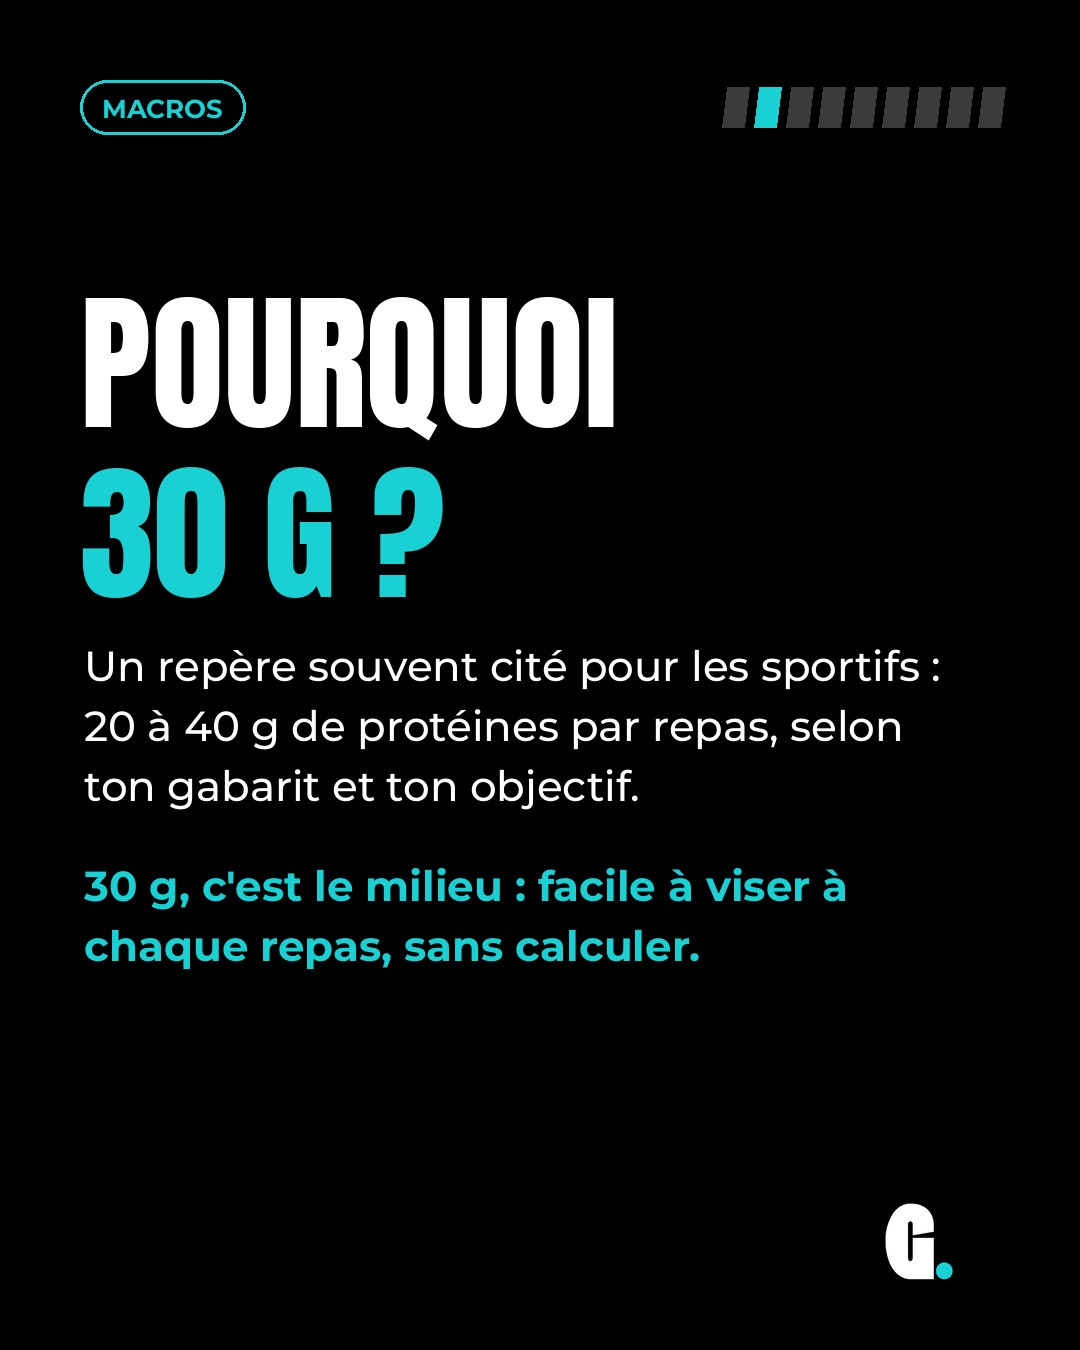 MACROS
POURQUOI
30 G ?
Un repère souvent cité pour les sportifs :
20 à 40 g de protéines par repas, selon
ton gabarit et ton objectif.
30 g, c'est le milieu : facile à viser à
chaque repas, sans calculer.
G.